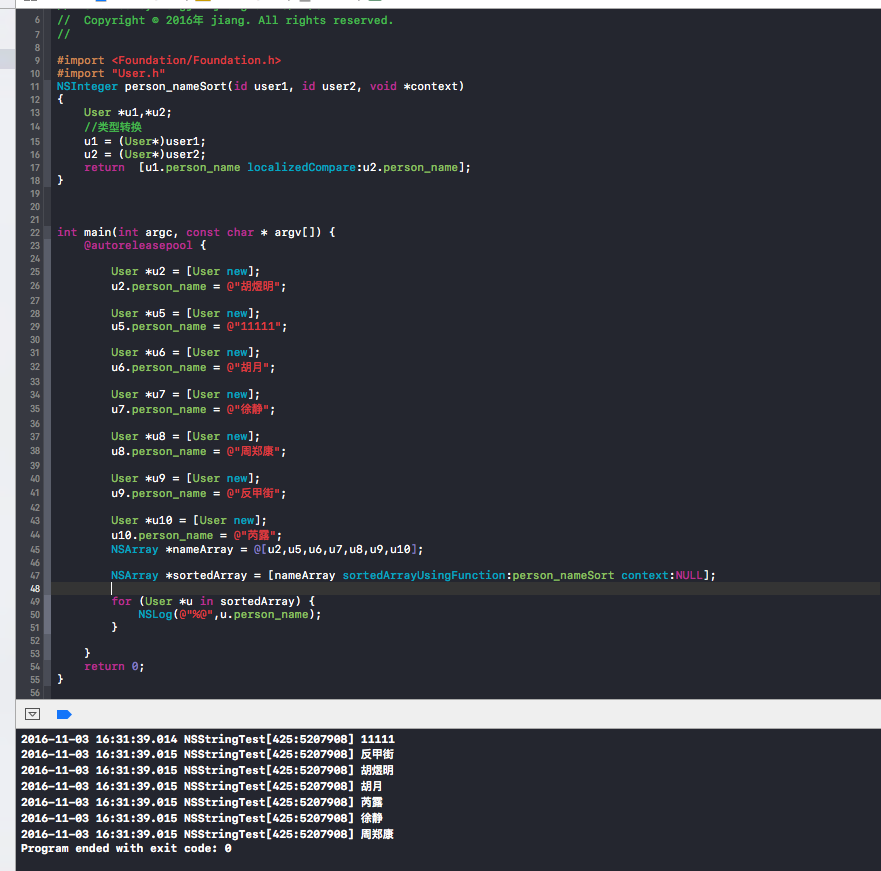 6 //  Copyright © 2016年 jiang. All rights reserved.
7 //
8
9 #import <Foundation/Foundation.h>
10 #import "User.h"
11 NSInteger person_nameSort(id user1, id user2, void *context)
12 {
13     User *u1,*u2;
14     //类型转换
15     u1 = (User*)user1;
16     u2 = (User*)user2;
17     return  [u1.person_name localizedCompare:u2.person_name];
18 }
19
20
21
22 int main(int argc, const char * argv[]) {
23     @autoreleasepool {
24
25         User *u2 = [User new];
26         u2.person_name = @"胡煜明";
27
28         User *u5 = [User new];
29         u5.person_name = @"11111";
30
31         User *u6 = [User new];
32         u6.person_name = @"胡月";
33
34         User *u7 = [User new];
35         u7.person_name = @"徐静";
36
37         User *u8 = [User new];
38         u8.person_name = @"周郑康";
39
40         User *u9 = [User new];
41         u9.person_name = @"反甲街";
42
43         User *u10 = [User new];
44         u10.person_name = @"芮露";
45         NSArray *nameArray = @[u2,u5,u6,u7,u8,u9,u10];
46
47         NSArray *sortedArray = [nameArray sortedArrayUsingFunction:person_nameSort context:NULL];
48
49         for (User *u in sortedArray) {
50             NSLog(@"%@",u.person_name);
51         }
52
53     }
54     return 0;
55 }
56
2016-11-03 16:31:39.014 NSStringTest[425:5207908] 11111
2016-11-03 16:31:39.015 NSStringTest[425:5207908] 反甲街
2016-11-03 16:31:39.015 NSStringTest[425:5207908] 胡煜明
2016-11-03 16:31:39.015 NSStringTest[425:5207908] 胡月
2016-11-03 16:31:39.015 NSStringTest[425:5207908] 芮露
2016-11-03 16:31:39.015 NSStringTest[425:5207908] 徐静
2016-11-03 16:31:39.015 NSStringTest[425:5207908] 周郑康
Program ended with exit code: 0